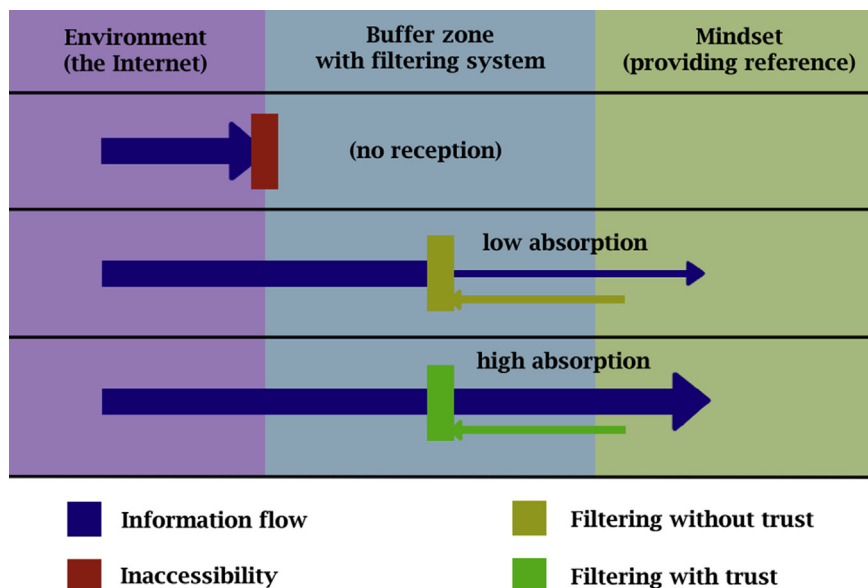 Environment
(the Internet)
Buffer zone
with filtering system
Mindset
(providing reference)
(no reception)
low absorption
high absorption
Information flow
Filtering without trust
Inaccessibility
Filtering with trust